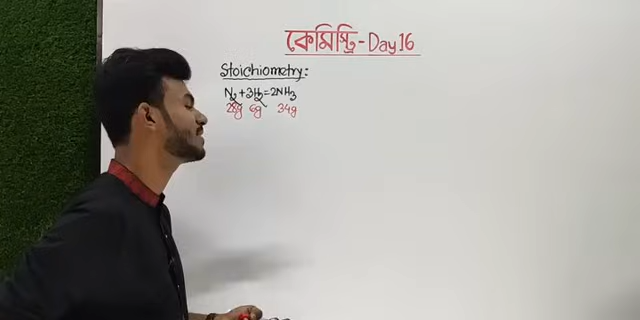 কেমিস্ট্রি-Day 16
Stoichiometry:
N2 + 3H2 = 2NH3
28g 6g 34g